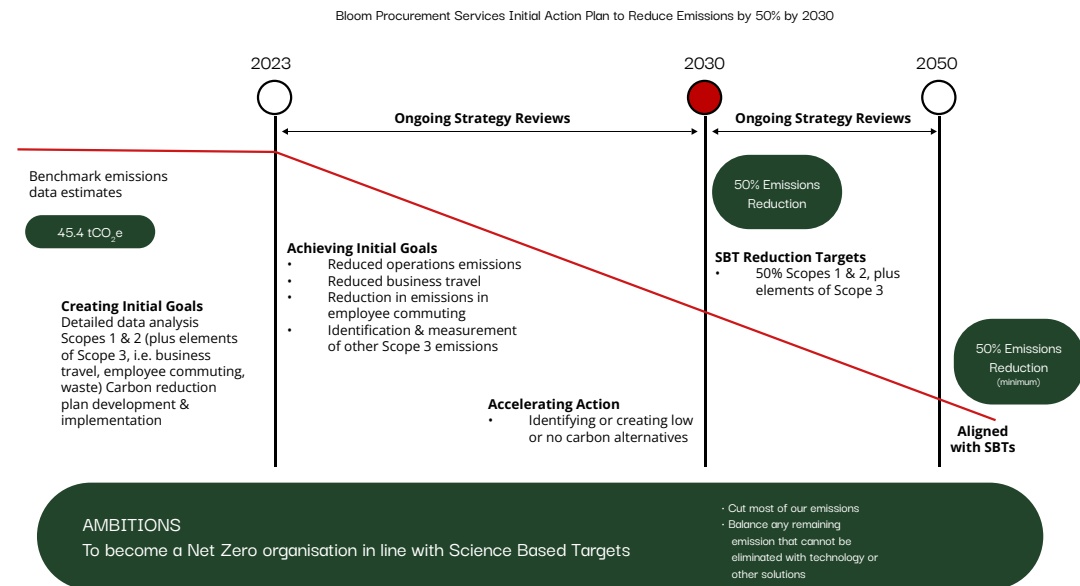 Bloom Procurement Services Initial Action Plan to Reduce Emissions by 50% by 2030
2023
2030
2050
Ongoing Strategy Reviews
Ongoing Strategy Reviews
Benchmark emissions
data estimates
45.4 tCO₂e
Creating Initial Goals
Detailed data analysis
Scopes 1 & 2 (plus elements
of Scope 3, i.e. business
travel, employee commuting,
waste) Carbon reduction
plan development &
implementation
Achieving Initial Goals
• Reduced operations emissions
• Reduced business travel
• Reduction in emissions in
employee commuting
• Identification & measurement
of other Scope 3 emissions
Accelerating Action
• Identifying or creating low
or no carbon alternatives
50% Emissions
Reduction
SBT Reduction Targets
• 50% Scopes 1 & 2, plus
elements of Scope 3
50% Emissions
Reduction
(minimum)
Aligned
with SBTs
AMBITIONS
To become a Net Zero organisation in line with Science Based Targets
· Cut most of our emissions
· Balance any remaining
emission that cannot be
eliminated with technology or
other solutions